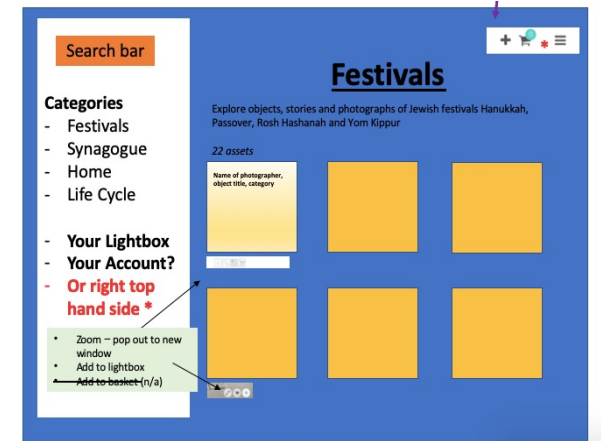 Search bar
Categories
- Festivals
- Synagogue
- Home
- Life Cycle
- Your Lightbox
- Your Account?
- Or right top
hand side *
• Zoom – pop out to new
window
• Add to lightbox
• Add to basket (n/a)
*
Festivals
Explore objects, stories and photographs of Jewish festivals Hanukkah,
Passover, Rosh Hashanah and Yom Kippur
22 assets
Name of photographer,
object title, category